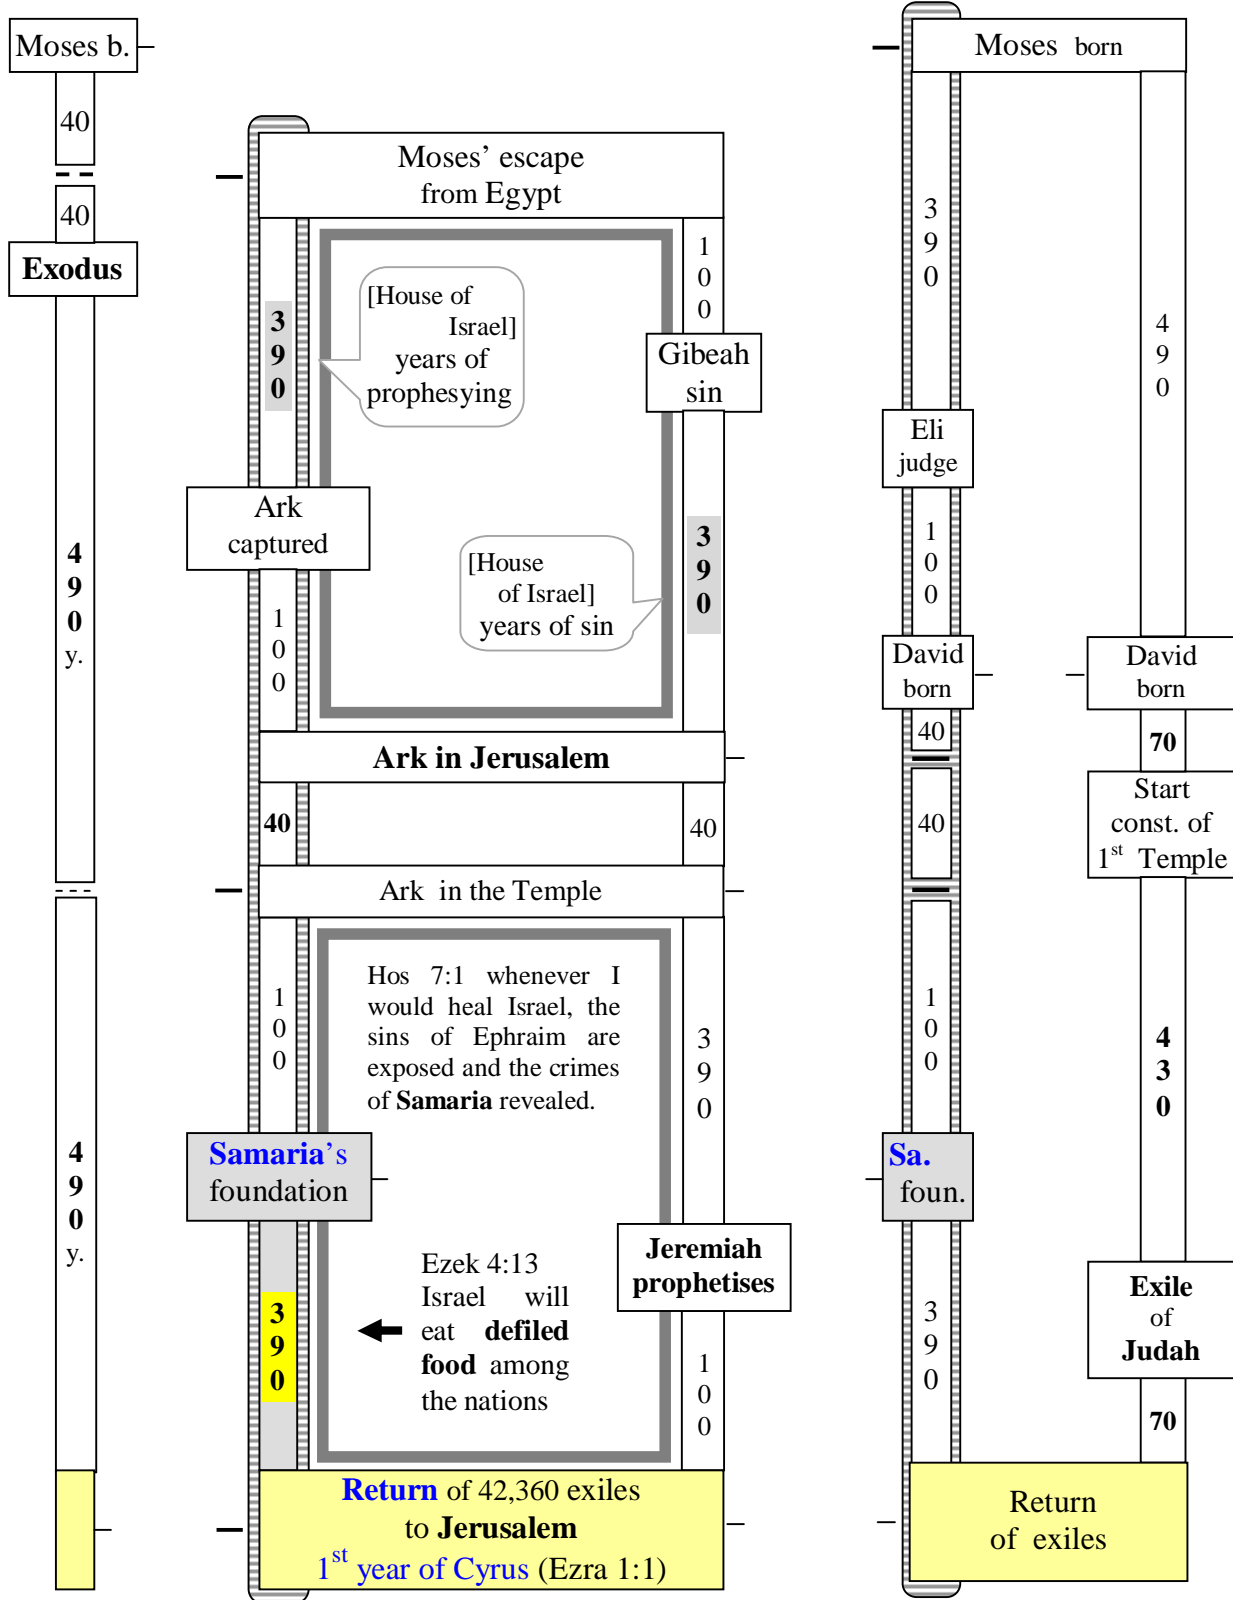 Moses b.
40
40
Exodus
4
9
0
y.
4
9
0
y.
Moses’ escape
from Egypt
3
9
0
[House of
Israel]
years of
prophesying
1
0
0
Gibeah
sin
Ark
captured
[House
of Israel]
years of sin
3
9
0
1
0
0
Ark in Jerusalem
40
40
Ark in the Temple
1
0
0
Hos 7:1 whenever I
would heal Israel, the
sins of Ephraim are
exposed and the crimes
of Samaria revealed.
3
9
0
Samaria’s
foundation
Jeremiah
prophetises
3
9
0
Ezek 4:13
Israel will
eat defiled
food among
the nations
1
0
0
Return of 42,360 exiles
to Jerusalem
1st year of Cyrus (Ezra 1:1)
Moses born
3
9
0
Eli
judge
1
0
0
David
born
40
40
1
0
0
Sa.
foun.
3
9
0
4
9
0
David
born
70
Start
const. of
1st Temple
4
3
0
Exile
of
Judah
70
Return
of exiles